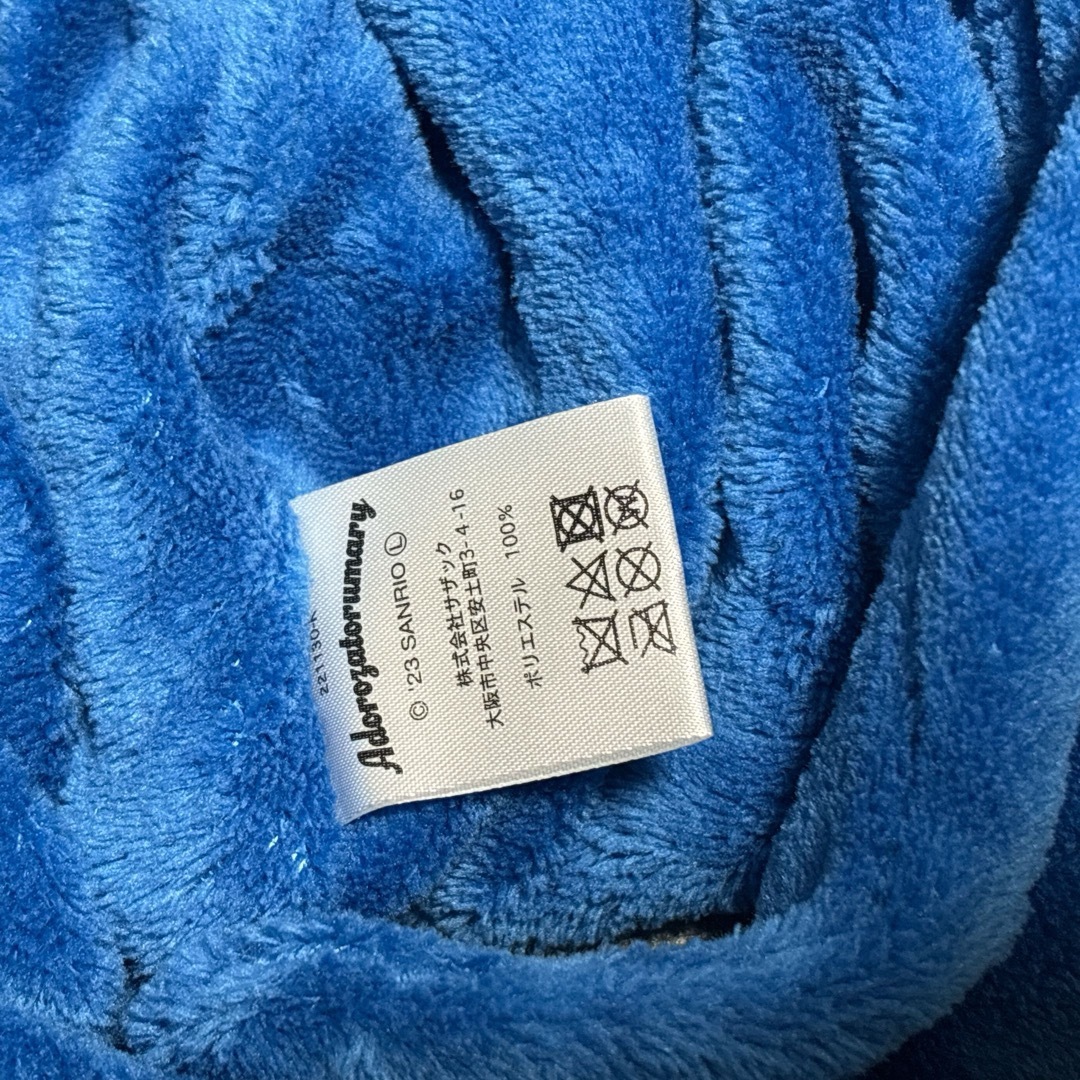 221130-R
Adorozatorumary
© '23 SANRIO Ⓛ
株式会社サザック
大阪市中央区安土町3-4-16
ポリエステル 100%